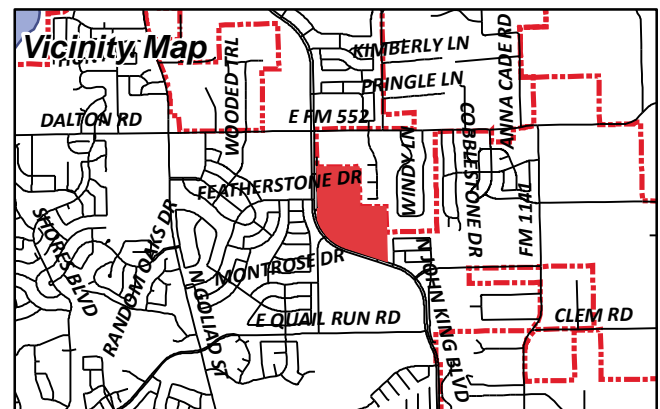 Vicinity Map
KIMBERLY LN
PRINGLE LN
ANNA CADE RD
WOODED TRL
DALTON RD
E FM 552
WINDY LN
COBBLESTONE DR
FM 1141
FEATHERSTONE DR
SHORES BLVD
RANDOM OAKS DR
N GOLIAD ST
MONTROSE DR
N JOHN KING BLVD
E QUAIL RUN RD
CLEM RD